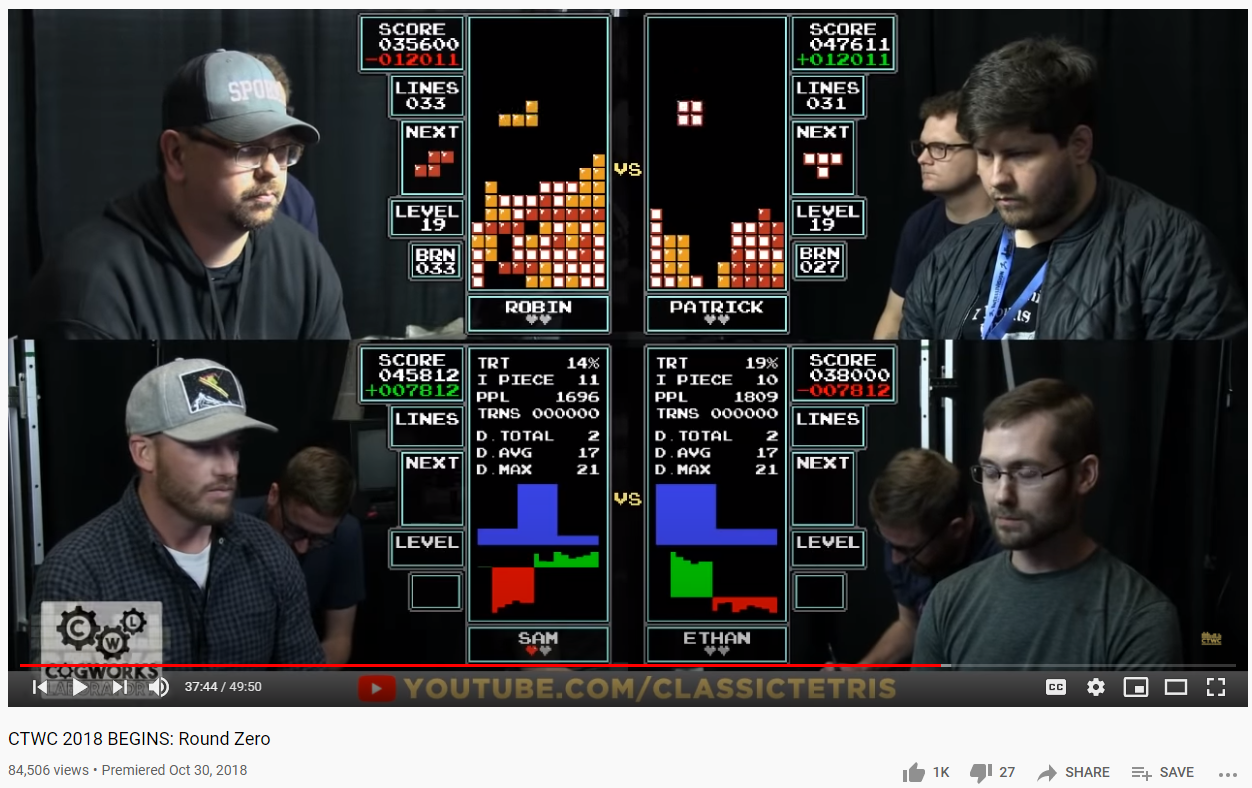 SCORE
035600
-012011
LINES
033
NEXT
LEVEL
19
BRN
033
ROBIN
VS
SCORE
047611
+012011
LINES
031
NEXT
LEVEL
19
BRN
027
PATRICK
SCORE
045812
+007812
LINES
NEXT
LEVEL
TRT 14%
I PIECE 11
PPL 1696
TRNS 000000
D.TOTAL 2
D.AVG 17
D.MAX 21
SAM
VS
TRT 19%
I PIECE 10
PPL 1809
TRNS 000000
D.TOTAL 2
D.AVG 17
D.MAX 21
ETHAN
SCORE
038000
-007812
LINES
NEXT
LEVEL
C W L
COGWORKS
LABORATORY
CTWC
37:44 / 49:50
YOUTUBE.COM/CLASSICTETRIS
CC
CTWC 2018 BEGINS: Round Zero
84,506 views • Premiered Oct 30, 2018
1K 27 SHARE SAVE